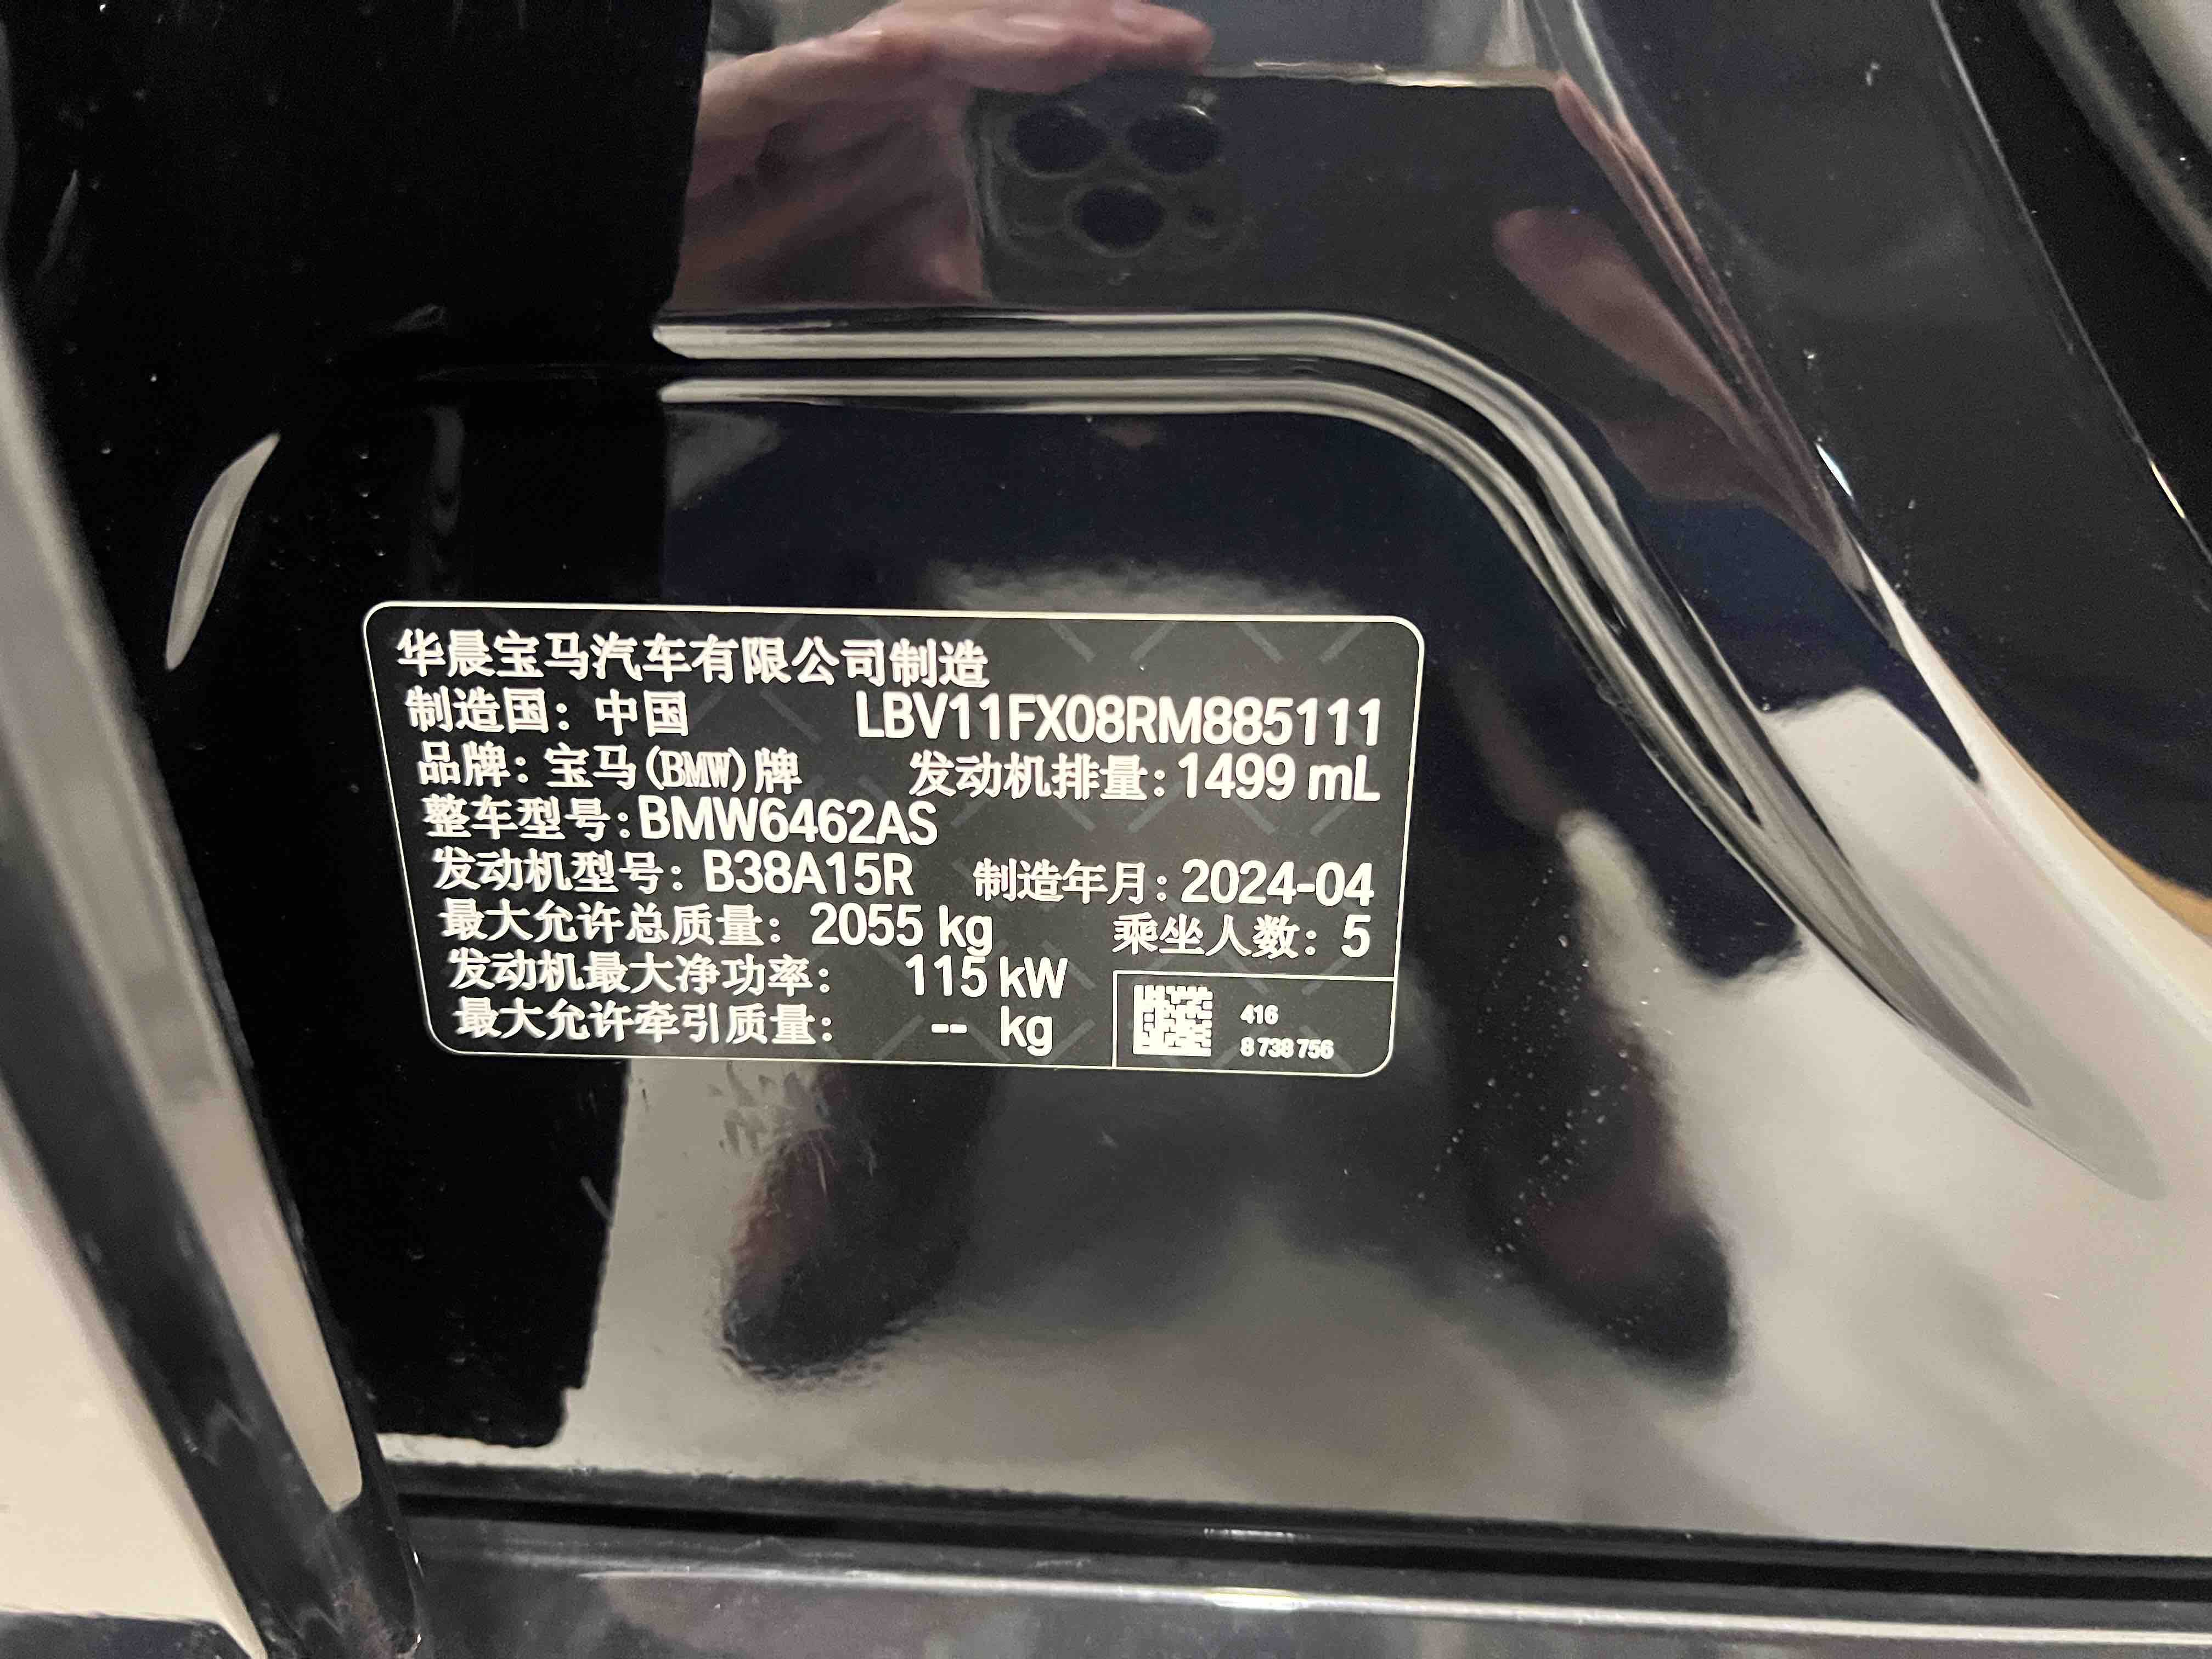 华晨宝马汽车有限公司制造
制造国：中国 LBV11FX08RM885111
品牌：宝马(BMW)牌 发动机排量：1499 mL
整车型号：BMW6462AS
发动机型号：B38A15R 制造年月：2024-04
最大允许总质量：2055 kg 乘坐人数：5
发动机最大净功率：115 kW
最大允许牵引质量：-- kg
416
8 738 756